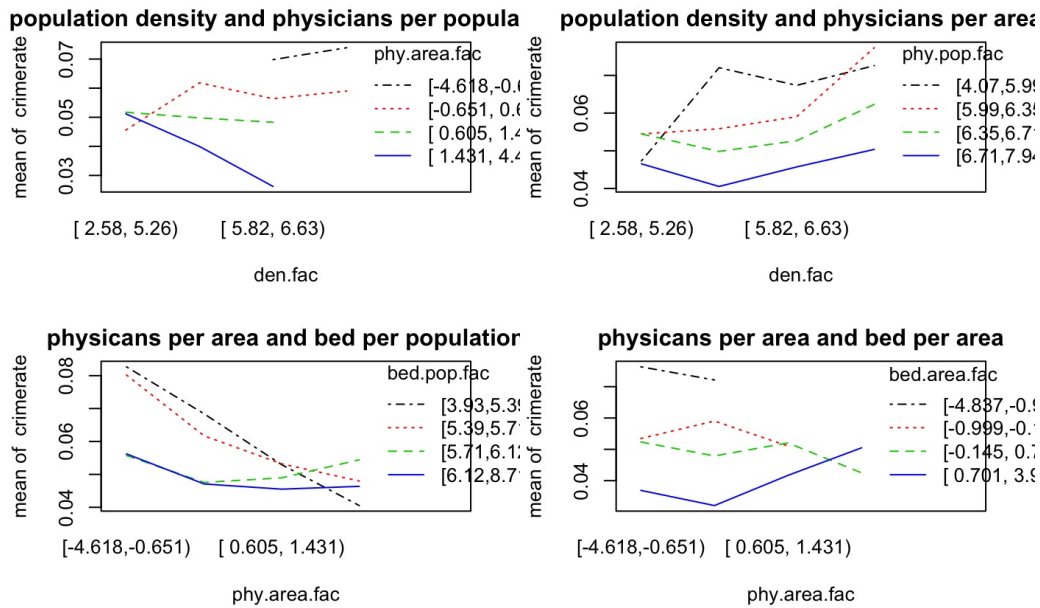 population density and physicians per popula
mean of crimerate
0.03
0.05
0.07
phy.area.fac
[-4.618,-0.6
[-0.651, 0.6
[ 0.605, 1.4
[ 1.431, 4.4
[ 2.58, 5.26)
[ 5.82, 6.63)
den.fac
population density and physicians per area
mean of crimerate
0.04
0.06
phy.pop.fac
[4.07,5.99
[5.99,6.35
[6.35,6.71
[6.71,7.94
[ 2.58, 5.26)
[ 5.82, 6.63)
den.fac
physicans per area and bed per population
mean of crimerate
0.04
0.06
0.08
bed.pop.fac
[3.93,5.39
[5.39,5.71
[5.71,6.12
[6.12,8.71
[-4.618,-0.651)
[ 0.605, 1.431)
phy.area.fac
physicans per area and bed per area
mean of crimerate
0.04
0.06
bed.area.fac
[-4.837,-0.9
[-0.999,-0.1
[-0.145, 0.7
[ 0.701, 3.9
[-4.618,-0.651)
[ 0.605, 1.431)
phy.area.fac